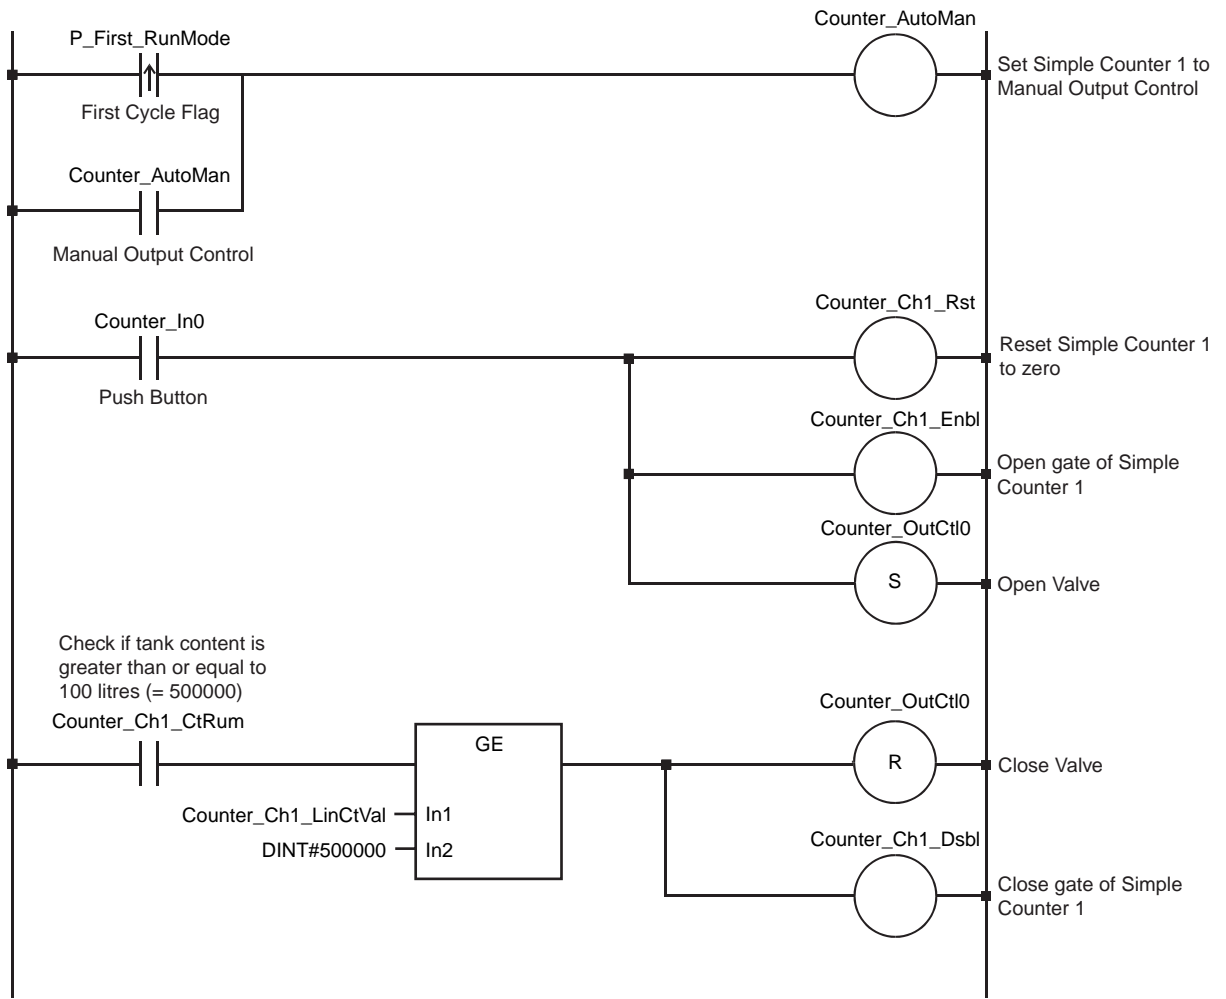 Counter_AutoMan
P_First_RunMode
Set Simple Counter 1 to
Manual Output Control
First Cycle Flag
Counter_AutoMan
Manual Output Control
Counter_Ch1_Rst
Counter_In0
Reset Simple Counter 1
to zero
Push Button
Counter_Ch1_Enbl
Open gate of Simple
Counter 1
Counter_OutCtl0
S
Open Valve
Check if tank content is
greater than or equal to
100 litres (= 500000)
Counter_Ch1_CtRum
Counter_OutCtl0
GE
R
Close Valve
Counter_Ch1_LinCtVal
In1
DINT#500000
In2
Counter_Ch1_Dsbl
Close gate of Simple
Counter 1